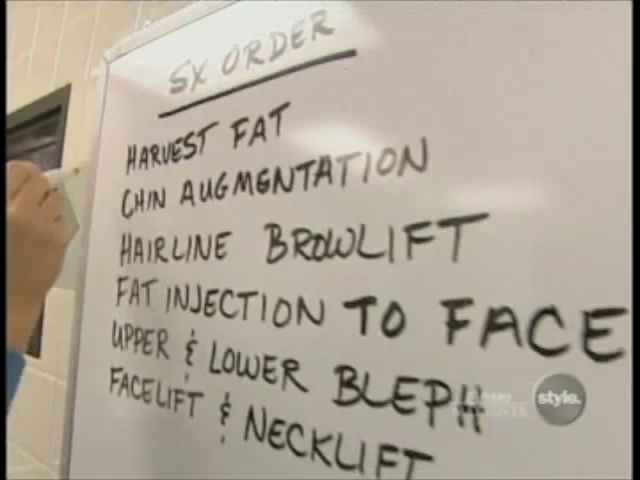 SX ORDER
HARVEST FAT
CHIN AUGMENTATION
HAIRLINE BROWLIFT
FAT INJECTION TO FACE
UPPER & LOWER BLEPH
FACELIFT & NECKLIFT
style.